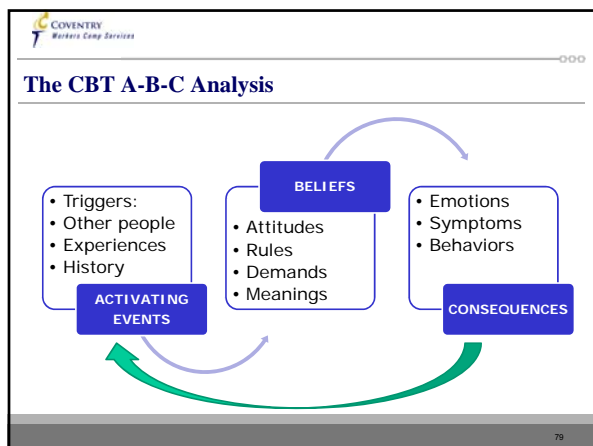 COVENTRY
Workers Comp Services
The CBT A-B-C Analysis
• Triggers:
• Other people
• Experiences
• History
ACTIVATING
EVENTS
BELIEFS
• Attitudes
• Rules
• Demands
• Meanings
• Emotions
• Symptoms
• Behaviors
CONSEQUENCES
79